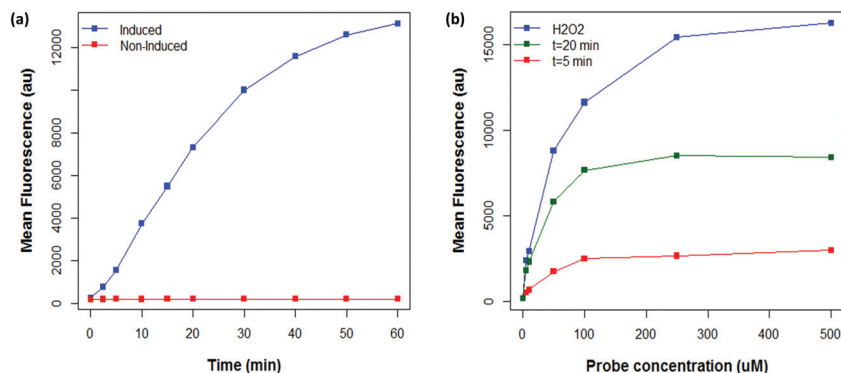 (a)
Induced
Non-Induced
Mean Fluorescence (au)
12000
8000
6000
4000
2000
0
0 10 20 30 40 50 60
Time (min)
(b)
H2O2
t=20 min
t=5 min
Mean Fluorescence (au)
15000
10000
5000
0
0 100 200 300 400 500
Probe concentration (uM)